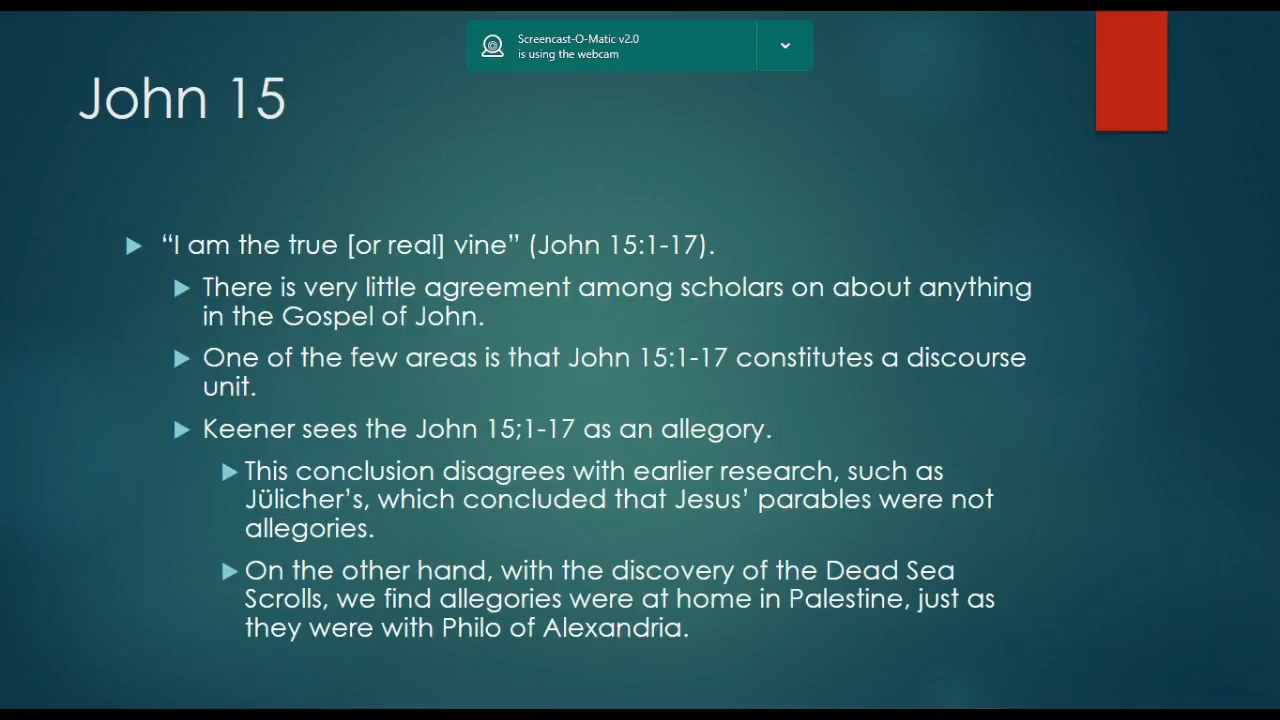 Screencast-O-Matic v2.0
is using the webcam
John 15
“I am the true [or real] vine” (John 15:1-17).
There is very little agreement among scholars on about anything
in the Gospel of John.
One of the few areas is that John 15:1-17 constitutes a discourse
unit.
Keener sees the John 15;1-17 as an allegory.
This conclusion disagrees with earlier research, such as
Jülicher’s, which concluded that Jesus’ parables were not
allegories.
On the other hand, with the discovery of the Dead Sea
Scrolls, we find allegories were at home in Palestine, just as
they were with Philo of Alexandria.